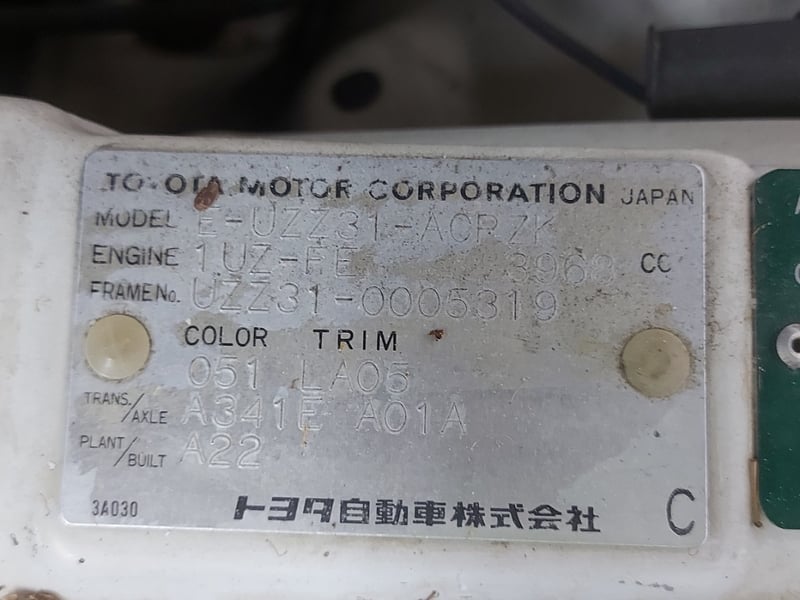 TOYOTA MOTOR CORPORATION JAPAN
MODEL E-UZZ31-ACRZK
ENGINE 1UZ-FE 3968 CC
FRAME No. UZZ31-0005319
COLOR TRIM
051 LA05
TRANS./AXLE A341E A01A
PLANT/BUILT A22
3A030 トヨタ自動車株式会社 C